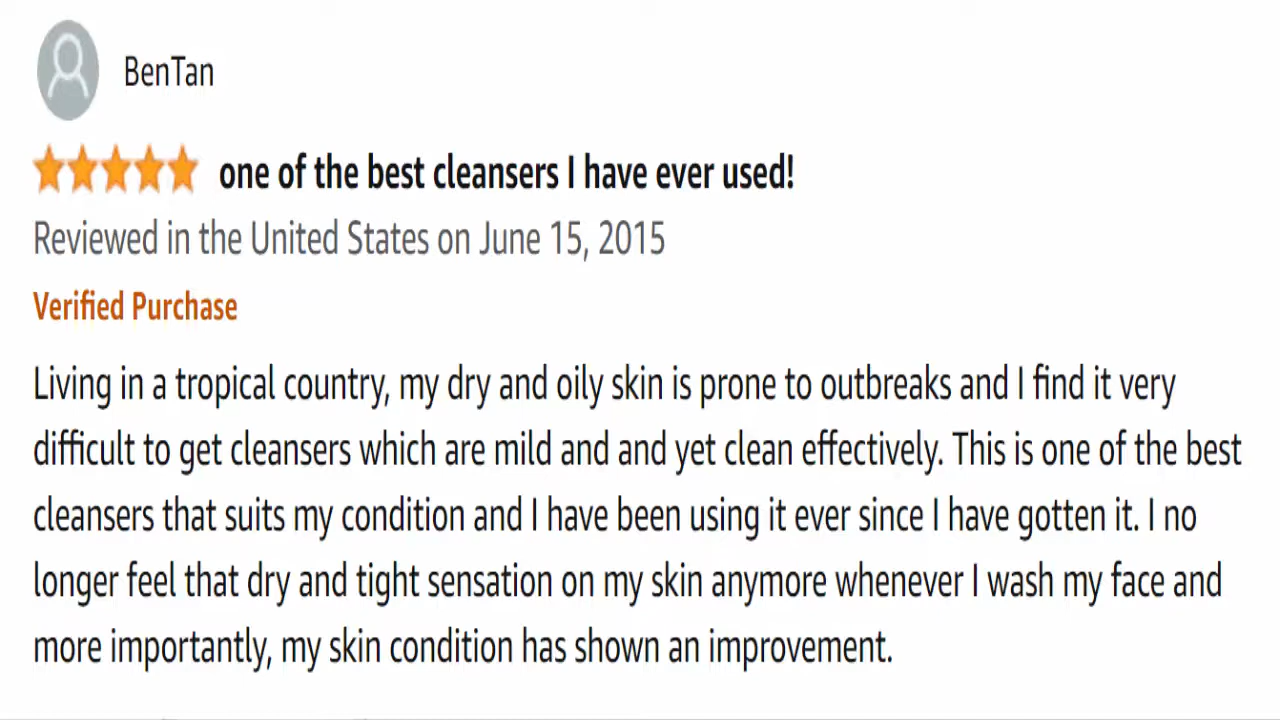 BenTan
one of the best cleansers I have ever used!
Reviewed in the United States on June 15, 2015
Verified Purchase
Living in a tropical country, my dry and oily skin is prone to outbreaks and I find it very
difficult to get cleansers which are mild and and yet clean effectively. This is one of the best
cleansers that suits my condition and I have been using it ever since I have gotten it. I no
longer feel that dry and tight sensation on my skin anymore whenever I wash my face and
more importantly, my skin condition has shown an improvement.